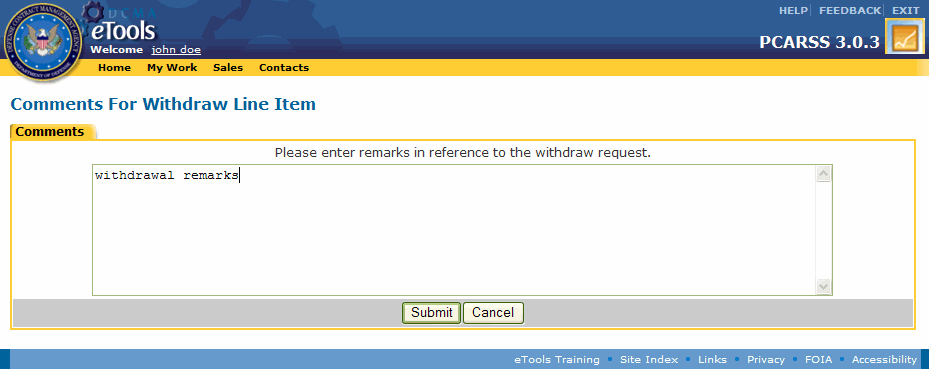 HELP | FEEDBACK | EXIT
DCMA
eTools
Welcome john doe
PCARSS 3.0.3
DEFENSE CONTRACT MANAGEMENT AGENCY
DEPARTMENT OF DEFENSE
Home My Work Sales Contacts
Comments For Withdraw Line Item
Comments
Please enter remarks in reference to the withdraw request.
withdrawal remarks
Submit Cancel
eTools Training • Site Index • Links • Privacy • FOIA • Accessibility